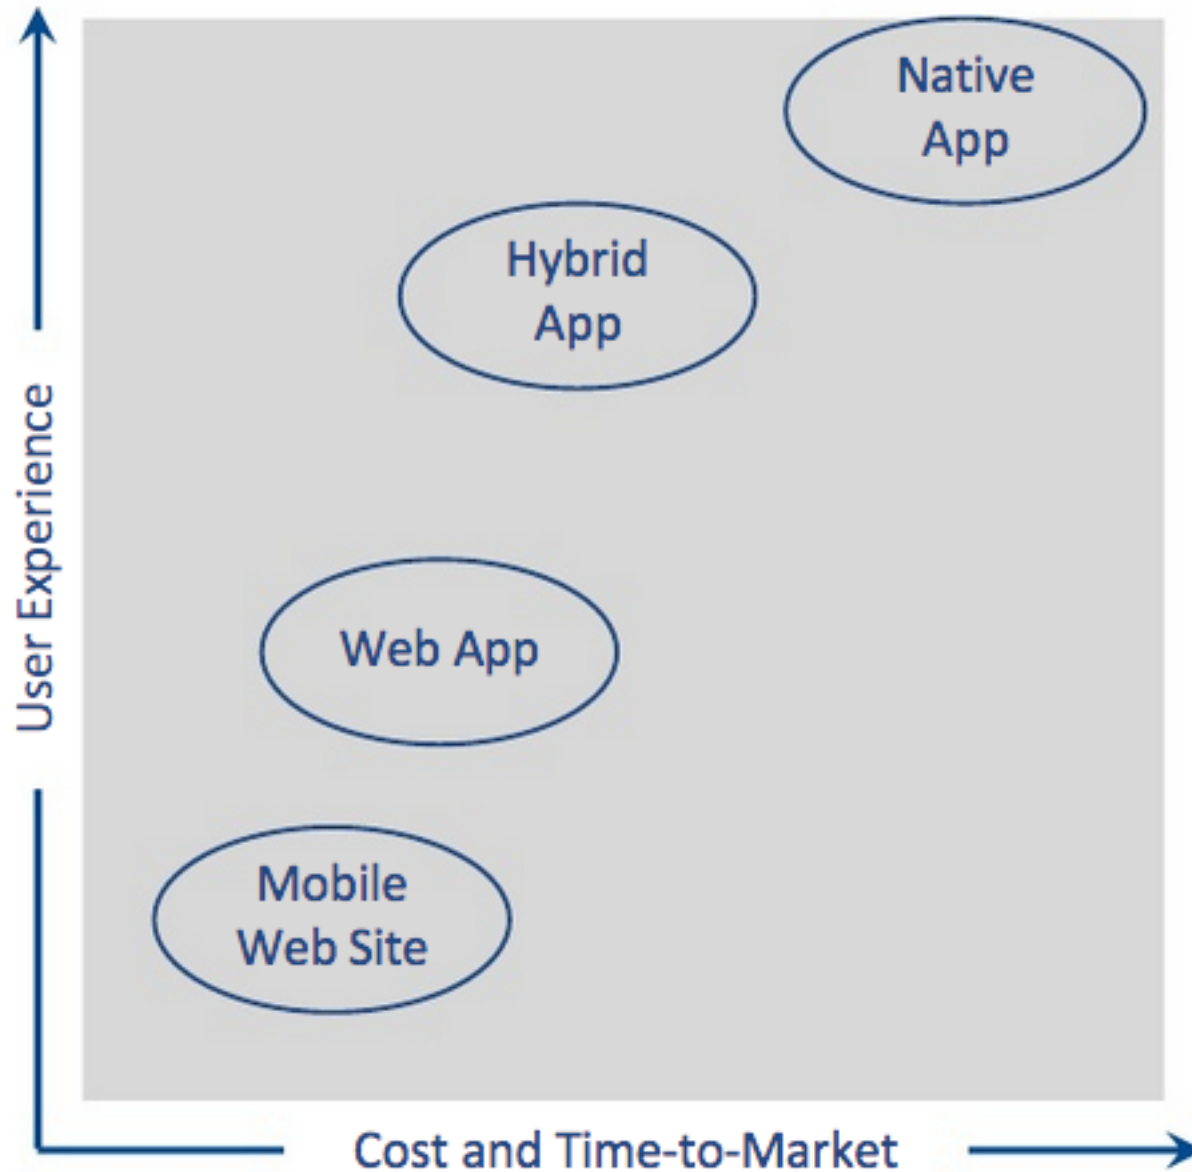 Native
App
Hybrid
App
User Experience
Web App
Mobile
Web Site
Cost and Time-to-Market